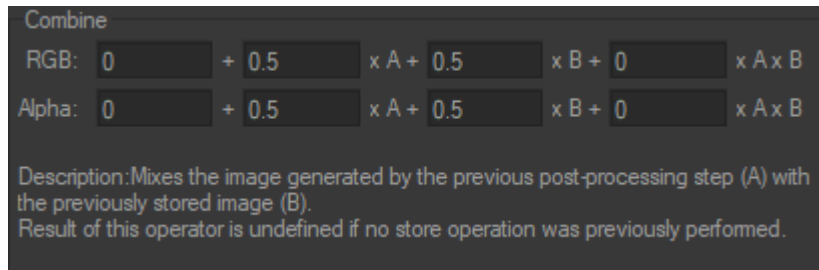 Combine
RGB: 0 + 0.5 x A + 0.5 x B + 0 x A x B
Alpha: 0 + 0.5 x A + 0.5 x B + 0 x A x B
Description:Mixes the image generated by the previous post-processing step (A) with
the previously stored image (B).
Result of this operator is undefined if no store operation was previously performed.